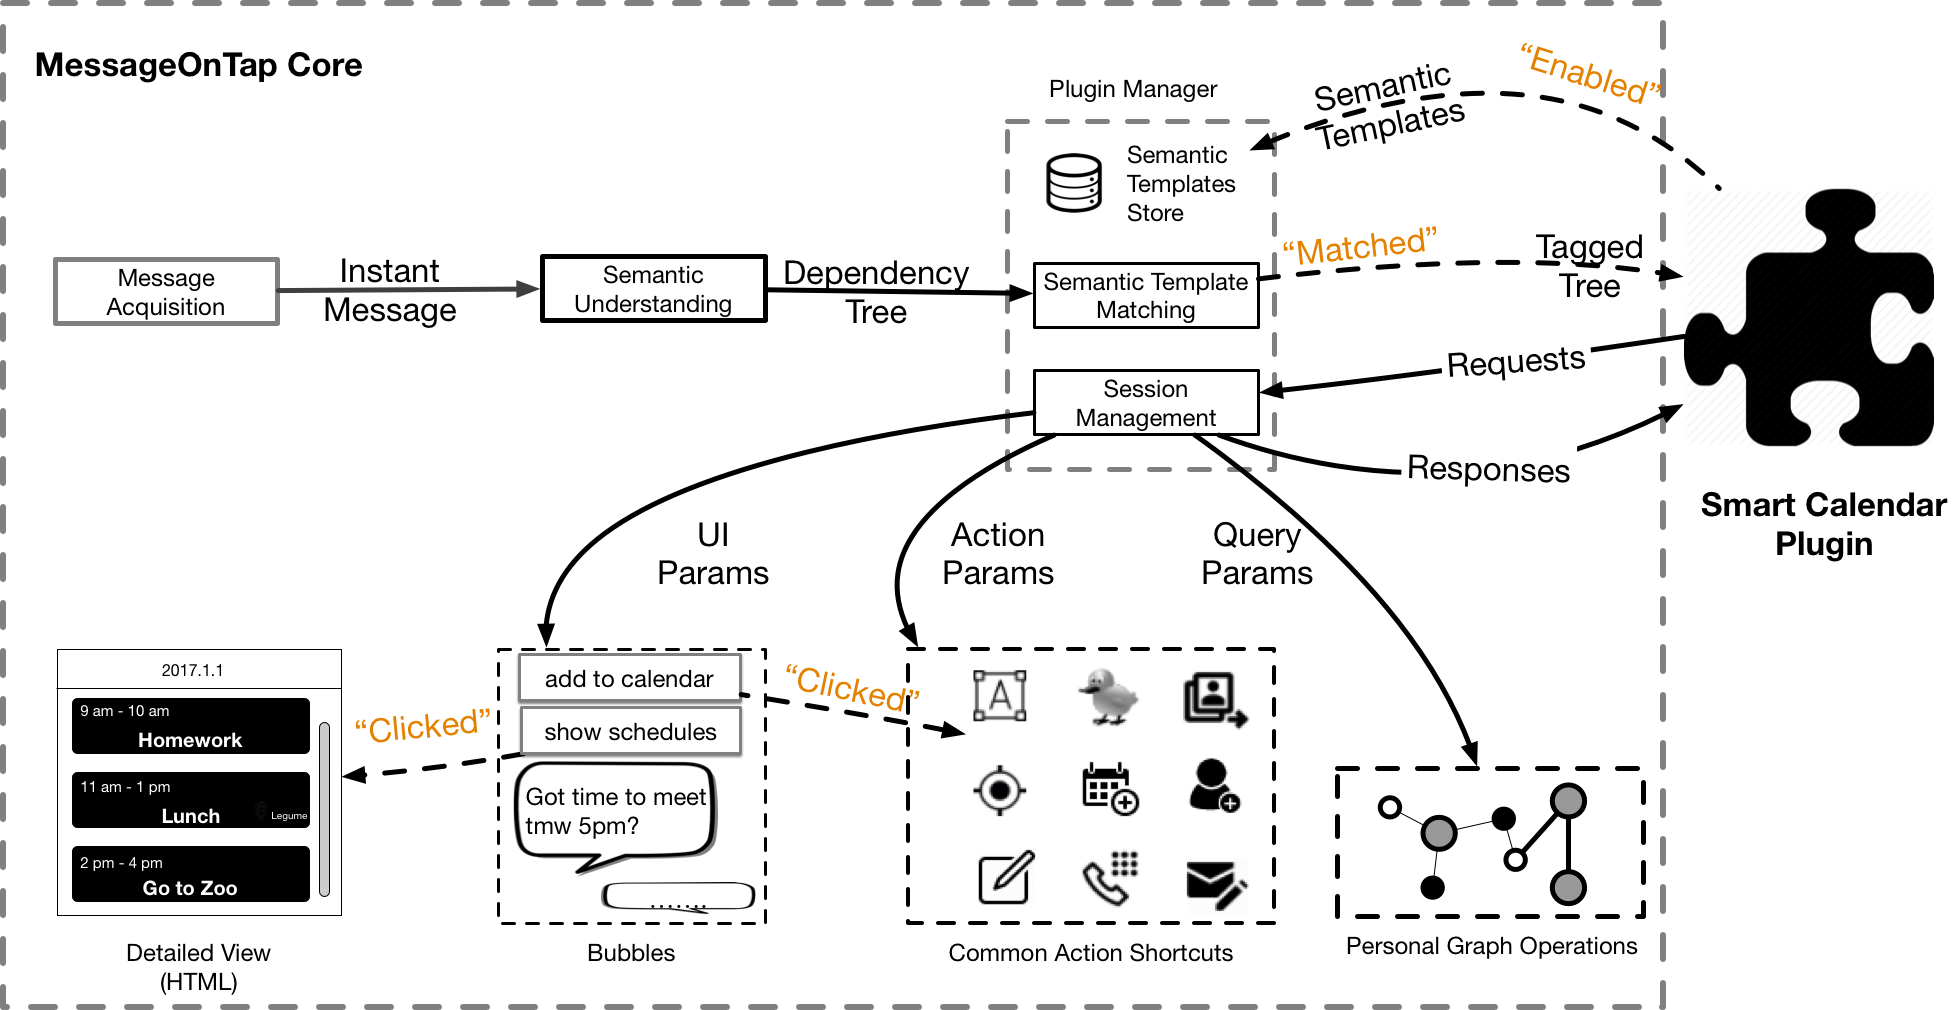 MessageOnTap Core
Plugin Manager
Semantic
Templates
“Enabled”
Semantic
Templates
Store
Message
Acquisition
Instant
Message
Semantic
Understanding
Dependency
Tree
Semantic Template
Matching
“Matched”
Tagged
Tree
Session
Management
Requests
Responses
Smart Calendar
Plugin
UI
Params
Action
Params
Query
Params
2017.1.1
9 am - 10 am
Homework
11 am - 1 pm
Lunch
Legume
2 pm - 4 pm
Go to Zoo
“Clicked”
add to calendar
show schedules
Got time to meet
tmw 5pm?
.......
“Clicked”
A
Detailed View
(HTML)
Bubbles
Common Action Shortcuts
Personal Graph Operations